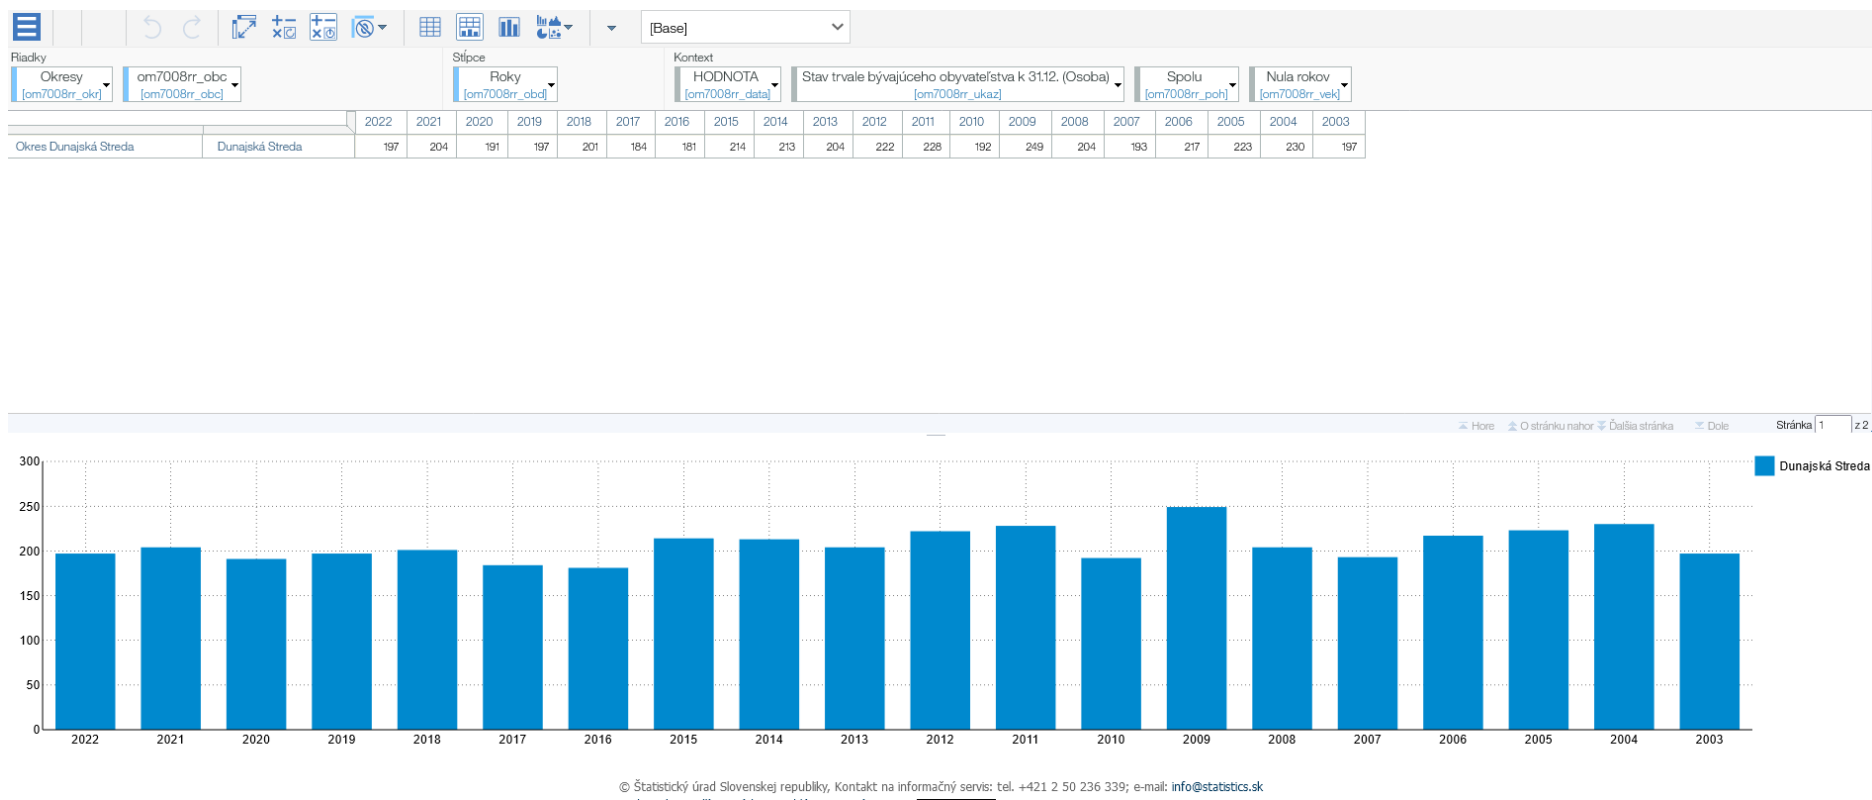 [Base]
Riadky
Stĺpce
Kontext
Okresy
[om7008rr_okr]
om7008rr_obc
[om7008rr_obc]
Roky
[om7008rr_obd]
HODNOTA
[om7008rr_data]
Stav trvale bývajúceho obyvateľstva k 31.12. (Osoba)
[om7008rr_ukaz]
Spolu
[om7008rr_poh]
Nula rokov
[om7008rr_vek]
2022 2021 2020 2019 2018 2017 2016 2015 2014 2013 2012 2011 2010 2009 2008 2007 2006 2005 2004 2003
Okres Dunajská Streda Dunajská Streda 197 204 191 197 201 184 181 214 213 204 222 228 192 249 204 193 217 223 230 197
Hore O stránku nahor Ďalšia stránka Dole Stránka 1 z 2
300
Dunajská Streda
250
200
150
100
50
0
2022 2021 2020 2019 2018 2017 2016 2015 2014 2013 2012 2011 2010 2009 2008 2007 2006 2005 2004 2003
© Štatistický úrad Slovenskej republiky, Kontakt na informačný servis: tel. +421 2 50 236 339; e-mail: info@statistics.sk